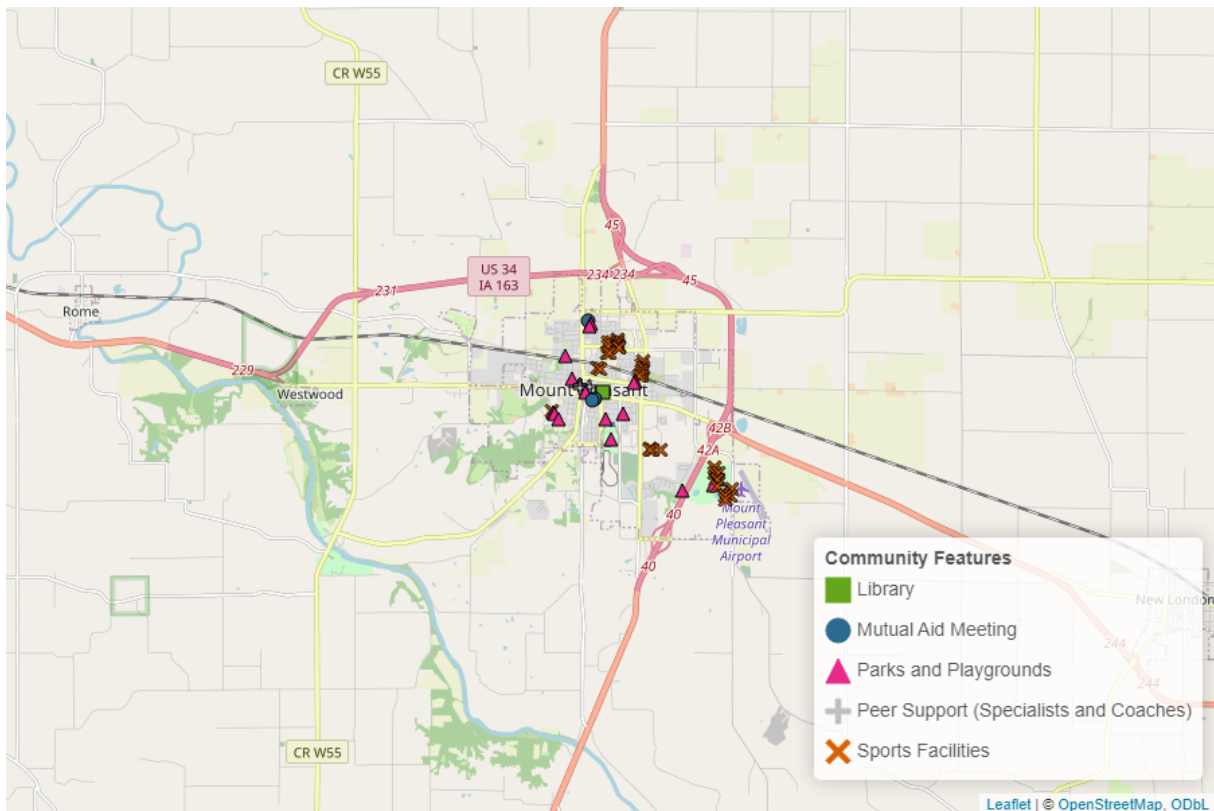 CR W55
45
US 34
IA 163
234 234
45
231
Rome
229
Westwood
Mount
sant
42B
42A
40
Mount
Pleasant
Municipal
Airport
40
Community Features
Library
Mutual Aid Meeting
Parks and Playgrounds
Peer Support (Specialists and Coaches)
Sports Facilities
New London
244
244
CR W55
Leaflet | © OpenStreetMap, ODbL